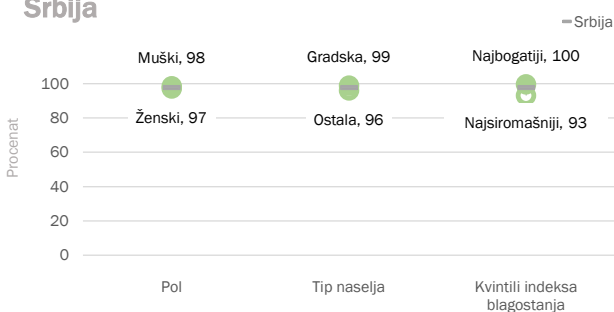 Srbija
Srbija
Muški, 98
Gradska, 99
Najbogatiji, 100
100
Ženski, 97
Ostala, 96
Najsiromašniji, 93
80
60
40
20
0
Procenat
Pol
Tip naselja
Kvintili indeksa
blagostanja